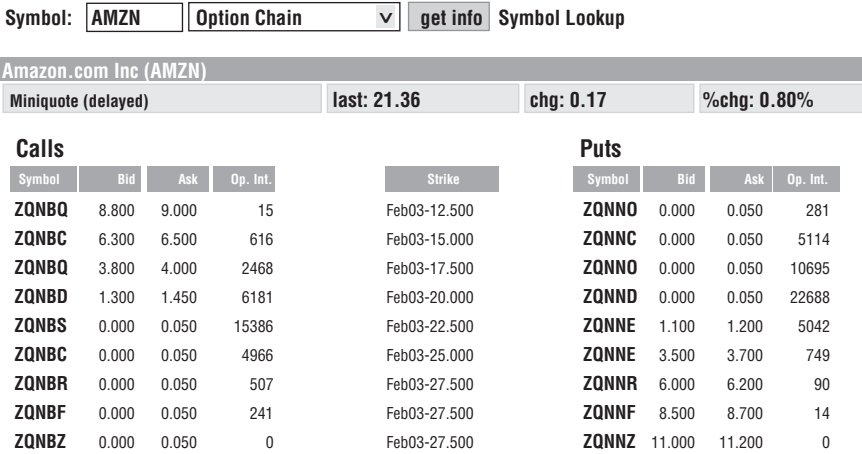 Symbol: AMZN Option Chain v get info Symbol Lookup
Amazon.com Inc (AMZN)
Miniquote (delayed) last: 21.36 chg: 0.17 %chg: 0.80%
Calls Puts
Symbol Bid Ask Op. Int. Strike Symbol Bid Ask Op. Int.
ZQNBQ 8.800 9.000 15 Feb03-12.500 ZQNNO 0.000 0.050 281
ZQNBC 6.300 6.500 616 Feb03-15.000 ZQNNC 0.000 0.050 5114
ZQNBQ 3.800 4.000 2468 Feb03-17.500 ZQNNO 0.000 0.050 10695
ZQNBD 1.300 1.450 6181 Feb03-20.000 ZQNND 0.000 0.050 22688
ZQNBS 0.000 0.050 15386 Feb03-22.500 ZQNNE 1.100 1.200 5042
ZQNBC 0.000 0.050 4966 Feb03-25.000 ZQNNE 3.500 3.700 749
ZQNBR 0.000 0.050 507 Feb03-27.500 ZQNNR 6.000 6.200 90
ZQNBF 0.000 0.050 241 Feb03-27.500 ZQNNF 8.500 8.700 14
ZQNBZ 0.000 0.050 0 Feb03-27.500 ZQNNZ 11.000 11.200 0